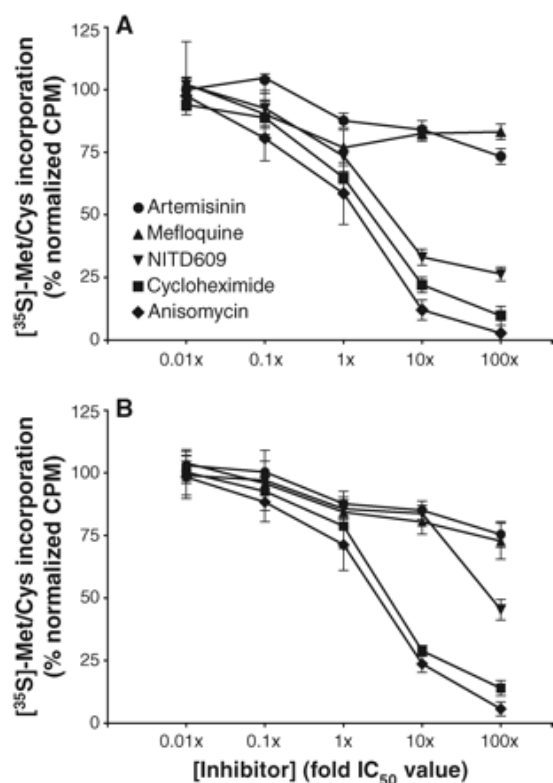 A
[³⁵S]-Met/Cys incorporation
(% normalized CPM)
125
100
75
50
25
0
Artemisinin
Mefloquine
NITD609
Cycloheximide
Anisomycin
0.01x 0.1x 1x 10x 100x
B
[³⁵S]-Met/Cys incorporation
(% normalized CPM)
125
100
75
50
25
0
0.01x 0.1x 1x 10x 100x
[Inhibitor] (fold IC₅₀ value)